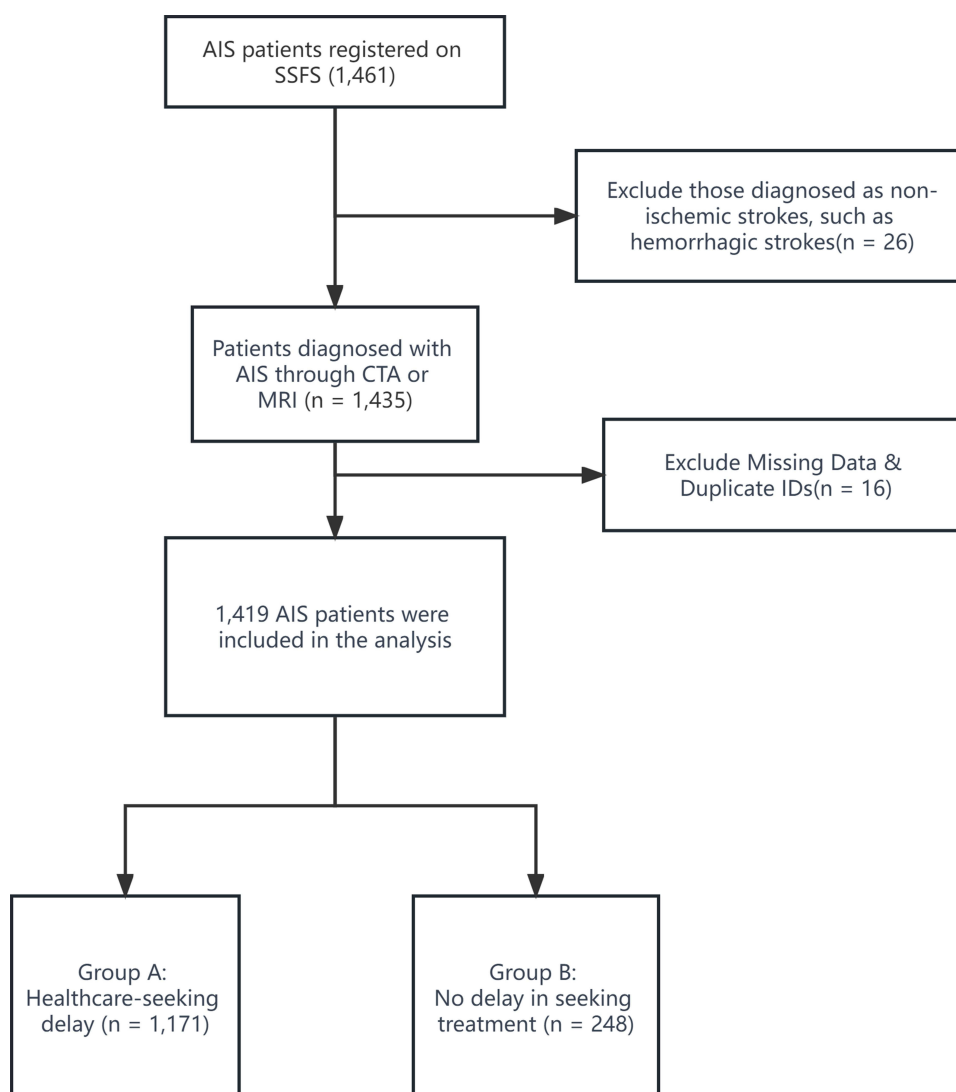 AIS patients registered on
SSFS (1,461)
Exclude those diagnosed as non-
ischemic strokes, such as
hemorrhagic strokes(n = 26)
Patients diagnosed with
AIS through CTA or
MRI (n = 1,435)
Exclude Missing Data &
Duplicate IDs(n = 16)
1,419 AIS patients were
included in the analysis
Group A:
Healthcare-seeking
delay (n = 1,171)
Group B:
No delay in seeking
treatment (n = 248)